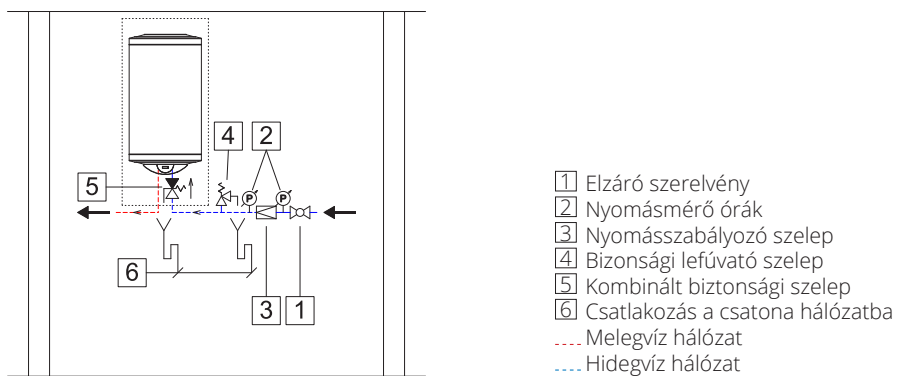 4 2
P P
5
6
3 1
1 Elzáró szerelvény
2 Nyomásmérő órák
3 Nyomásszabályozó szelep
4 Bizonsági lefúvató szelep
5 Kombinált biztonsági szelep
6 Csatlakozás a csatona hálózatba
Melegvíz hálózat
Hidegvíz hálózat